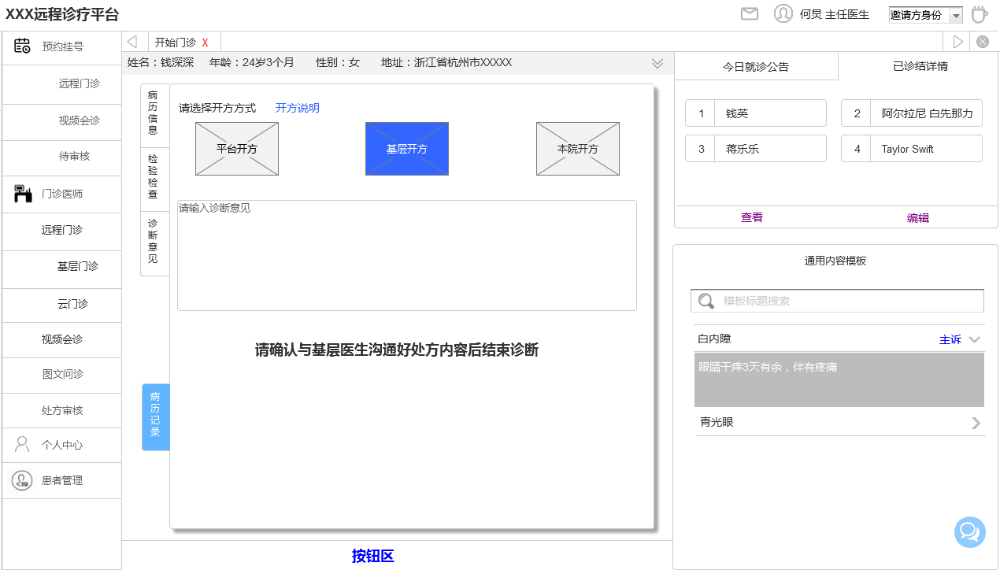 XXX远程诊疗平台
何炅 主任医生
邀请方身份
预约挂号
远程门诊
视频会诊
待审核
门诊医师
远程门诊
基层门诊
云门诊
视频会诊
图文问诊
处方审核
个人中心
患者管理
开始门诊 X
姓名：钱深深 年龄：24岁3个月 性别：女 地址：浙江省杭州市XXXXX
病历信息
检验检查
诊断意见
病历记录
请选择开方方式 开方说明
平台开方
基层开方
本院开方
请输入诊断意见
请确认与基层医生沟通好处方内容后结束诊断
按钮区
今日就诊公告
已诊结详情
1 钱英
2 阿尔拉尼 白先那力
3 蒋乐乐
4 Taylor Swift
查看
编辑
通用内容模板
模板标题搜索
白内障 主诉
眼睛干痒3天有余，伴有疼痛
青光眼